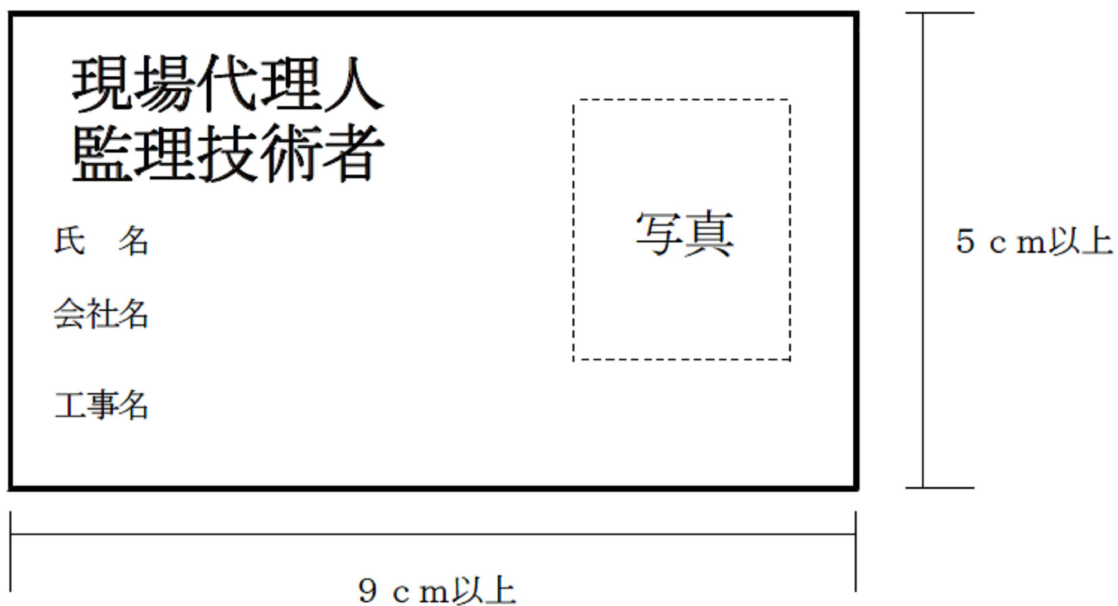 現場代理人
監理技術者
氏　名
会社名
工事名
写真
５ｃｍ以上
９ｃｍ以上